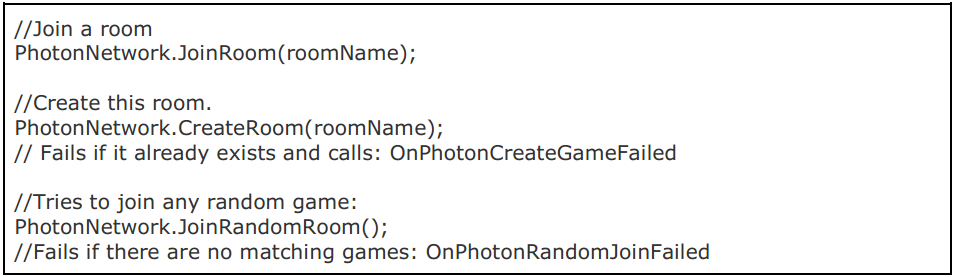 //Join a room
PhotonNetwork.JoinRoom(roomName);
//Create this room.
PhotonNetwork.CreateRoom(roomName);
// Fails if it already exists and calls: OnPhotonCreateGameFailed
//Tries to join any random game:
PhotonNetwork.JoinRandomRoom();
//Fails if there are no matching games: OnPhotonRandomJoinFailed